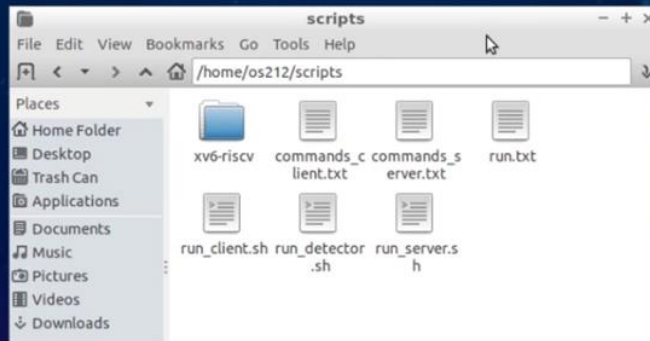 scripts
File Edit View Bookmarks Go Tools Help
/home/os212/scripts
Places
Home Folder
Desktop
Trash Can
Applications
Documents
Music
Pictures
Videos
Downloads
xv6-riscv
commands_c
lient.txt
commands_s
erver.txt
run.txt
run_client.sh
run_detector
.sh
run_server.s
h